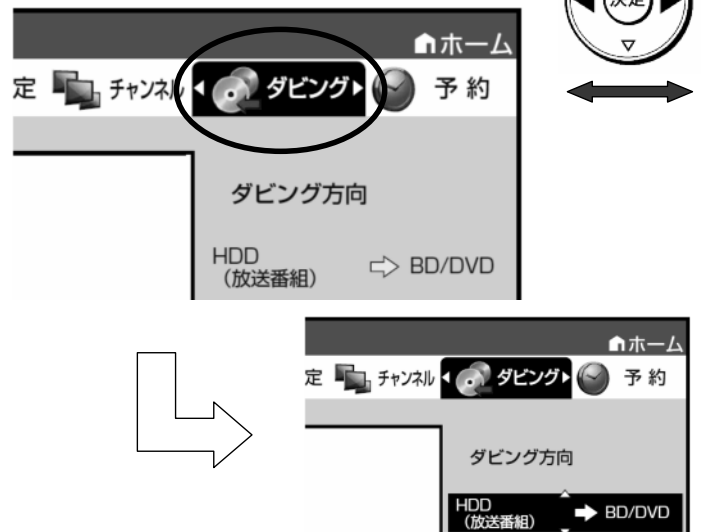 決定
ホーム
定 チャンネル ダビング 予約
ダビング方向
HDD
(放送番組) ⇨ BD/DVD
ホーム
定 チャンネル ダビング 予約
ダビング方向
HDD
(放送番組) ➡ BD/DVD